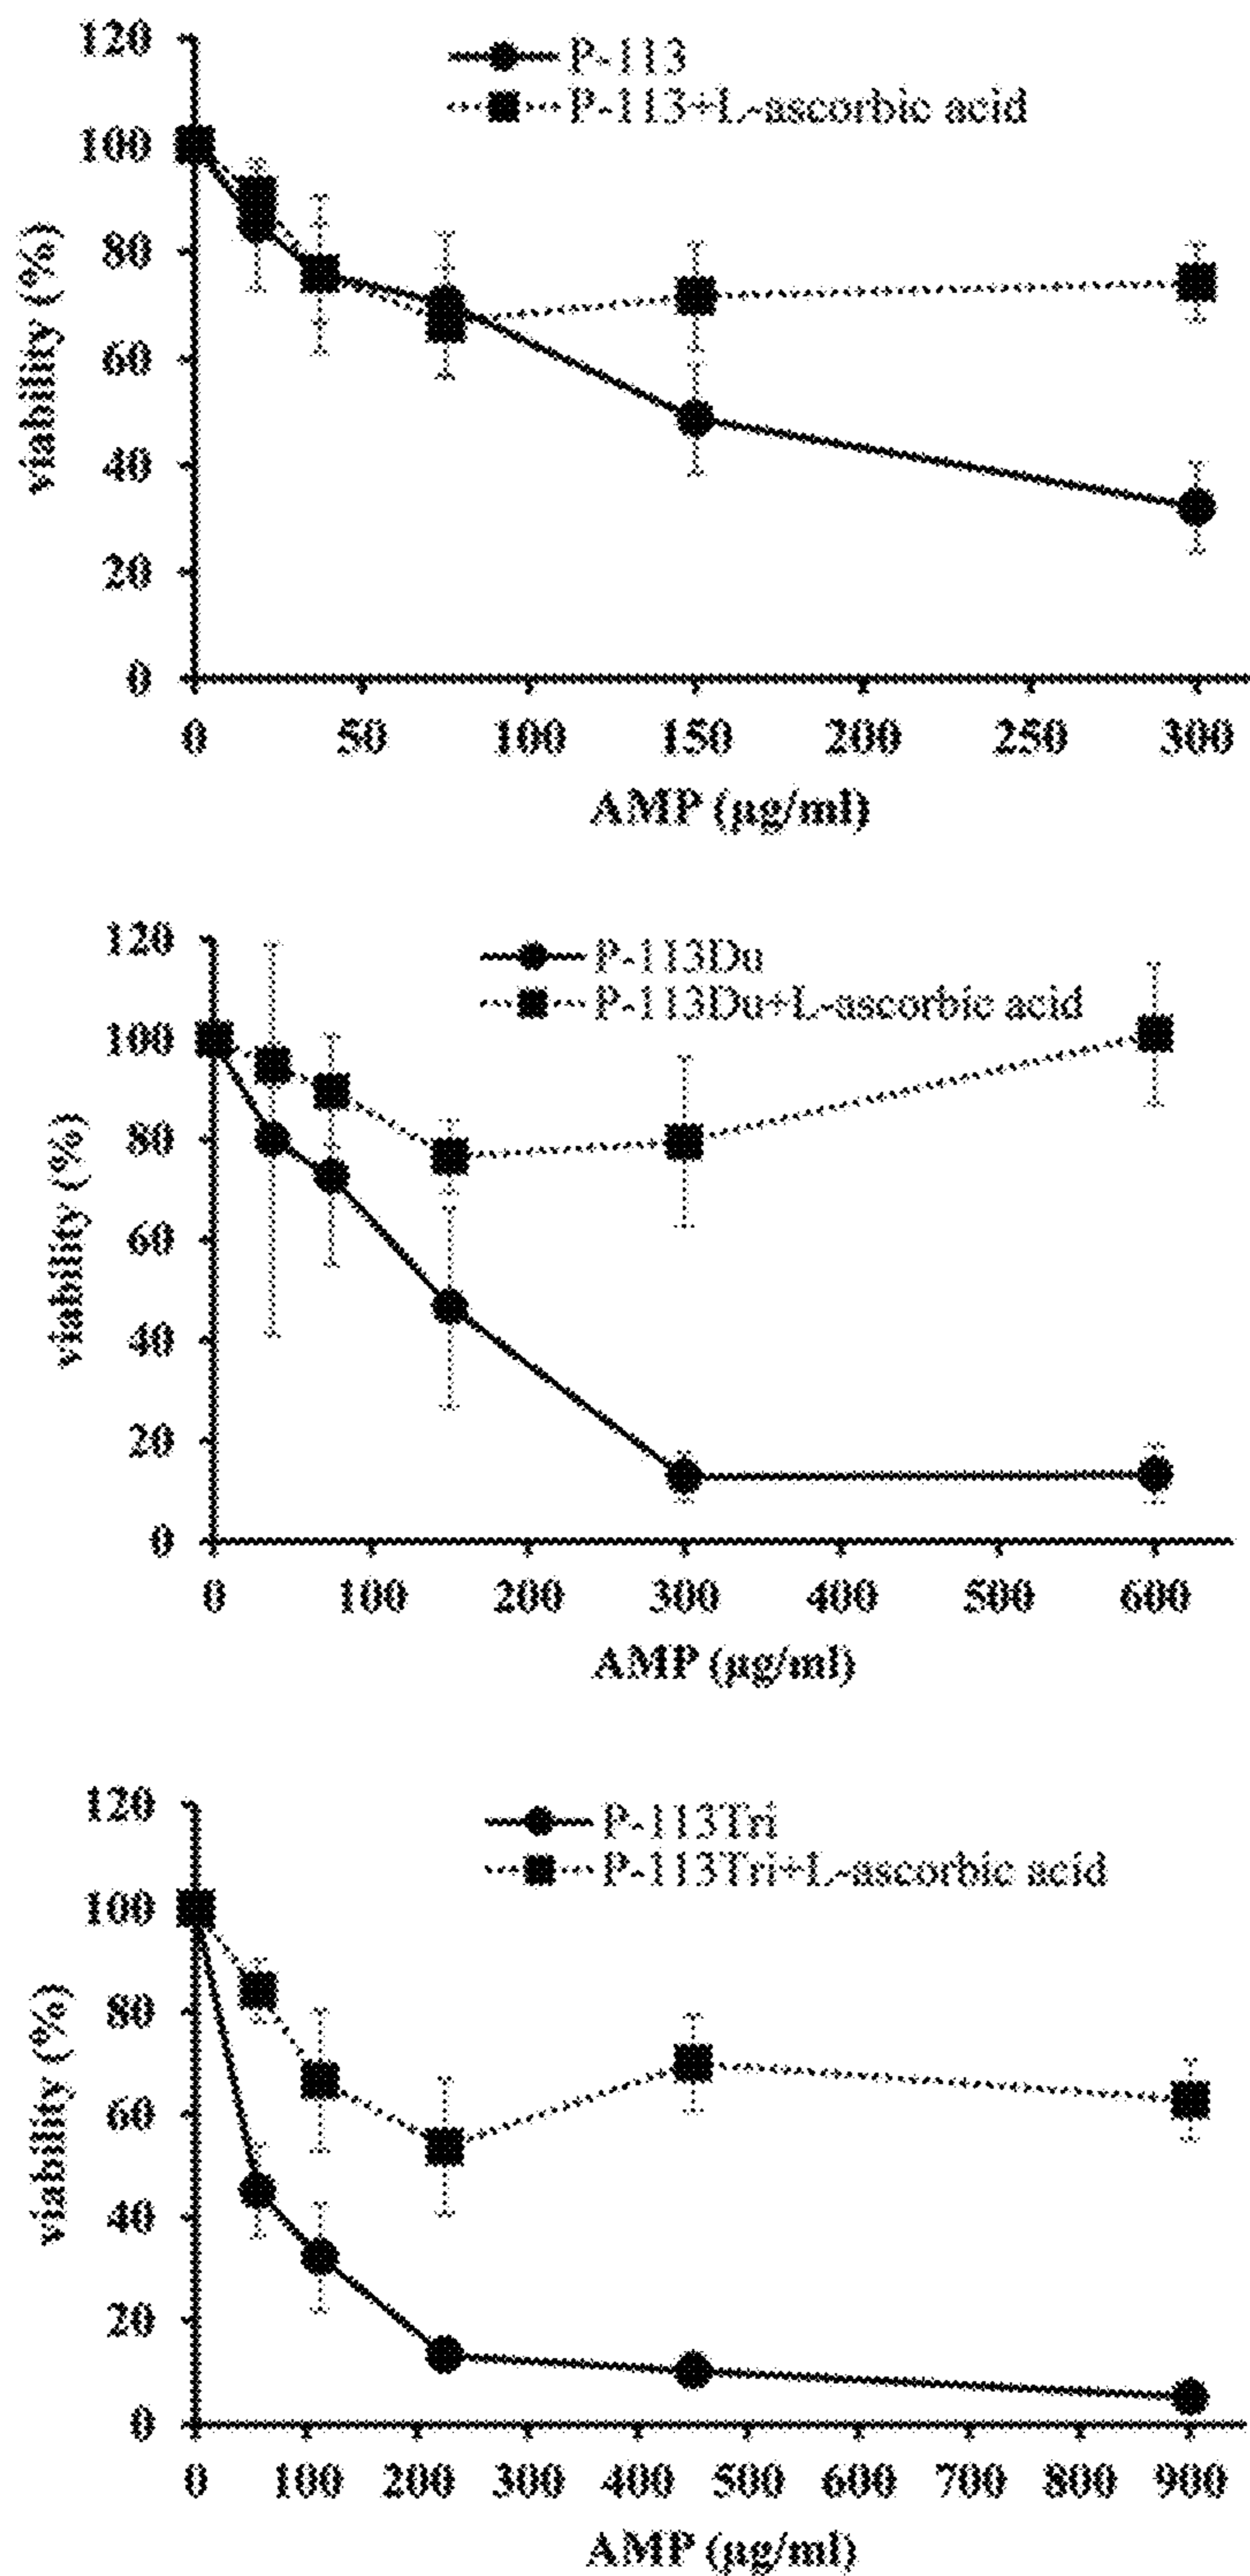 P-113
P-113+L-ascorbic acid
120
100
80
60
40
20
0
viability (%)
0 50 100 150 200 250 300
AMP (µg/ml)
P-113Du
P-113Du+L-ascorbic acid
120
100
80
60
40
20
0
viability (%)
0 100 200 300 400 500 600
AMP (µg/ml)
P-113Tri
P-113Tri+L-ascorbic acid
120
100
80
60
40
20
0
viability (%)
0 100 200 300 400 500 600 700 800 900
AMP (µg/ml)